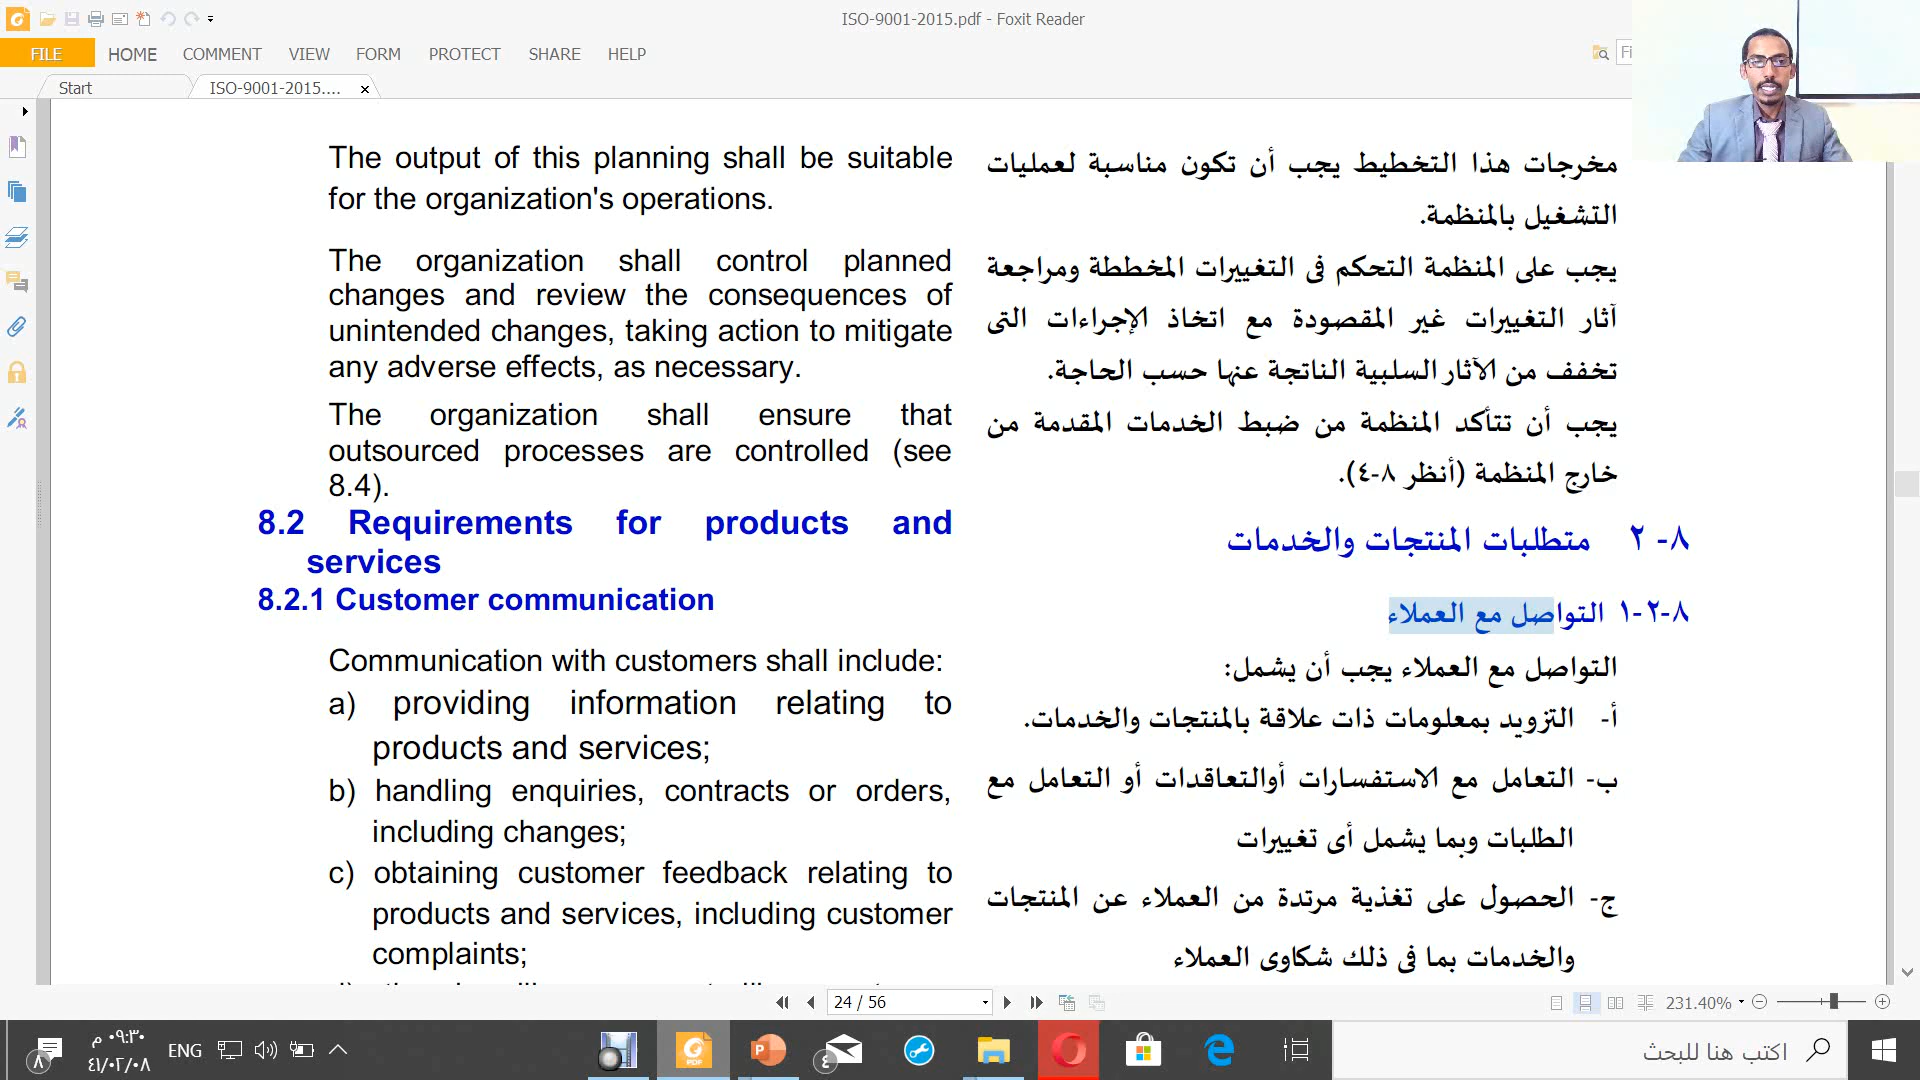 ISO-9001-2015.pdf - Foxit Reader
FILE HOME COMMENT VIEW FORM PROTECT SHARE HELP
Fi
Start
ISO-9001-2015.... ×
The output of this planning shall be suitable
for the organization's operations.
The organization shall control planned
changes and review the consequences of
unintended changes, taking action to mitigate
any adverse effects, as necessary.
The organization shall ensure that
outsourced processes are controlled (see
8.4).
8.2 Requirements for products and
services
8.2.1 Customer communication
Communication with customers shall include:
a) providing information relating to
products and services;
b) handling enquiries, contracts or orders,
including changes;
c) obtaining customer feedback relating to
products and services, including customer
complaints;
مخرجات هذا التخطيط يجب أن تكون مناسبة لعمليات
التشغيل بالمنظمة.
يجب على المنظمة التحكم فى التغييرات المخططة ومراجعة
آثار التغييرات غير المقصودة مع اتخاذ الإجراءات التى
تخفف من الآثار السلبية الناتجة عنها حسب الحاجة.
يجب أن تتأكد المنظمة من ضبط الخدمات المقدمة من
خارج المنظمة (أنظر ٨-٤).
٨- ٢ متطلبات المنتجات والخدمات
٨-٢-١ التواصل مع العملاء
التواصل مع العملاء يجب أن يشمل:
أ- التزويد بمعلومات ذات علاقة بالمنتجات والخدمات.
ب- التعامل مع الاستفسارات أوالتعاقدات أو التعامل مع
الطلبات وبما يشمل أى تغييرات
ج- الحصول على تغذية مرتدة من العملاء عن المنتجات
والخدمات بما فى ذلك شكاوى العملاء
24 / 56
231.40%
٠٩:٣٠ م
٤١/٠٢/٠٨
ENG
٨
٤
اكتب هنا للبحث